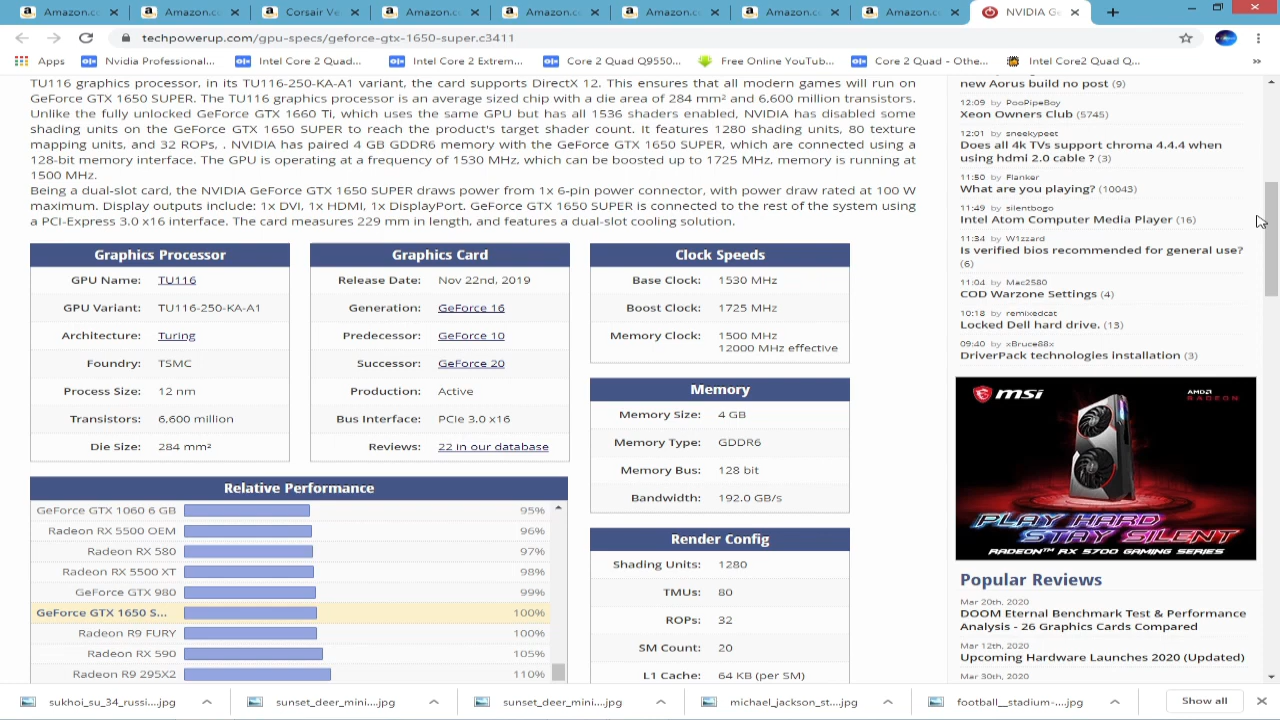 Amazon.c
Amazon.co
Corsair Ve
Amazon.c
Amazon.c
Amazon.co
Amazon.c
Amazon.c
NVIDIA Ge
techpowerup.com/gpu-specs/geforce-gtx-1650-super.c3411
Apps
Nvidia Professional...
Intel Core 2 Quad...
Intel Core 2 Extrem...
Core 2 Quad Q9550...
Free Online YouTub...
Core 2 Quad - Othe...
Intel Core2 Quad Q...
»
TU117 graphics processor, in its TU116-250-KA-A1 variant, the card supports DirectX 12. This ensures that all modern games will run on
GeForce GTX 1650 SUPER. The TU116 graphics processor is an average sized chip with a die area of 284 mm² and 6,600 million transistors.
Unlike the fully unlocked GeForce GTX 1660 Ti, which uses the same GPU but has all 1536 shaders enabled, NVIDIA has disabled some
shading units on the GeForce GTX 1650 SUPER to reach the product's target shader count. It features 1280 shading units, 80 texture
mapping units, and 32 ROPs, . NVIDIA has paired 4 GB GDDR6 memory with the GeForce GTX 1650 SUPER, which are connected using a
128-bit memory interface. The GPU is operating at a frequency of 1530 MHz, which can be boosted up to 1725 MHz, memory is running at
1500 MHz.
Being a dual-slot card, the NVIDIA GeForce GTX 1650 SUPER draws power from 1x 6-pin power connector, with power draw rated at 100 W
maximum. Display outputs include: 1x DVI, 1x HDMI, 1x DisplayPort. GeForce GTX 1650 SUPER is connected to the rest of the system using
a PCI-Express 3.0 x16 interface. The card measures 229 mm in length, and features a dual-slot cooling solution.
Graphics Processor
GPU Name: TU116
GPU Variant: TU116-250-KA-A1
Architecture: Turing
Foundry: TSMC
Process Size: 12 nm
Transistors: 6,600 million
Die Size: 284 mm²
Graphics Card
Release Date: Nov 22nd, 2019
Generation: GeForce 16
Predecessor: GeForce 10
Successor: GeForce 20
Production: Active
Bus Interface: PCIe 3.0 x16
Reviews: 22 in our database
Clock Speeds
Base Clock: 1530 MHz
Boost Clock: 1725 MHz
Memory Clock: 1500 MHz
12000 MHz effective
Memory
Memory Size: 4 GB
Memory Type: GDDR6
Memory Bus: 128 bit
Bandwidth: 192.0 GB/s
Relative Performance
GeForce GTX 1060 6 GB 95%
Radeon RX 5500 OEM 96%
Radeon RX 580 97%
Radeon RX 5500 XT 98%
GeForce GTX 980 99%
GeForce GTX 1650 S... 100%
Radeon R9 FURY 100%
Radeon RX 590 105%
Radeon R9 295X2 110%
Render Config
Shading Units: 1280
TMUs: 80
ROPs: 32
SM Count: 20
L1 Cache: 64 KB (per SM)
new Aorus build no post (9)
12:09 by PooPipeBoy
Xeon Owners Club (5745)
12:01 by sneekypeet
Does all 4k TVs support chroma 4.4.4 when
using hdmi 2.0 cable ? (3)
11:50 by Flanker
What are you playing? (10043)
11:49 by silentbogo
Intel Atom Computer Media Player (16)
11:34 by W1zzard
Is verified bios recommended for general use?
(6)
11:04 by Mac2580
COD Warzone Settings (4)
10:18 by remixedcat
Locked Dell hard drive. (13)
09:40 by xBruce88x
DriverPack technologies installation (3)
msi
AMD
RADEON
PLAY HARD
STAY SILENT
RADEON™ RX 5700 GAMING SERIES
Popular Reviews
Mar 20th, 2020
DOOM Eternal Benchmark Test & Performance
Analysis - 26 Graphics Cards Compared
Mar 12th, 2020
Upcoming Hardware Launches 2020 (Updated)
Mar 30th, 2020
sukhoi_su_34_russi....jpg
sunset_deer_mini....jpg
sunset_deer_mini....jpg
michael_jackson_st....jpg
football__stadium-....jpg
Show all